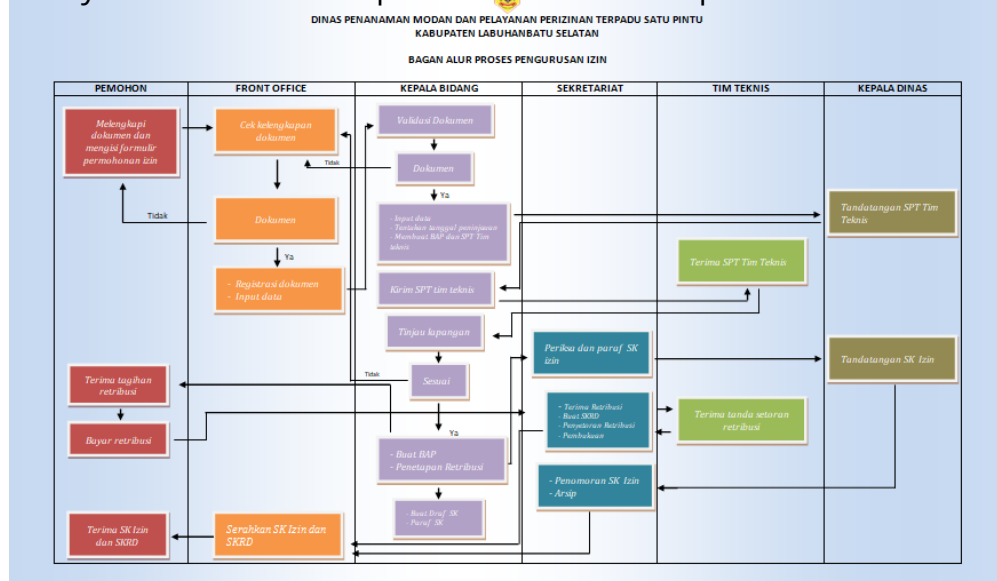 DINAS PENANAMAN MODAN DAN PELAYANAN PERIZINAN TERPADU SATU PINTU
KABUPATEN LABUHANBATU SELATAN
BAGAN ALUR PROSES PENGURUSAN IZIN
PEMOHON
FRONT OFFICE
KEPALA BIDANG
SEKRETARIAT
TIM TEKNIS
KEPALA DINAS
Melengkapi
dokumen dan
mengisi formulir
permohonan izin
Cek kelengkapan
dokumen
Validasi Dokumen
Tidak
Dokumen
Ya
Tidak
Dokumen
- Input data
- Tentukan tanggal peninjauan
- Membuat BAP dan SPT Tim
teknis
Tandatangan SPT Tim
Teknis
Ya
Terima SPT Tim Teknis
- Registrasi dokumen
- Input data
Kirim SPT tim teknis
Tinjau lapangan
Periksa dan paraf SK
izin
Tandatangan SK Izin
Terima tagihan
retribusi
Tidak
Sesuai
Bayar retribusi
Ya
- Terima Retribusi
- Buat SKRD
- Penyetoran Retribusi
- Pembukuan
Terima tanda setoran
retribusi
- Buat BAP
- Penetapan Retribusi
- Penomoran SK Izin
- Arsip
- Buat Draf SK
- Paraf SK
Terima SK Izin
dan SKRD
Serahkan SK Izin dan
SKRD